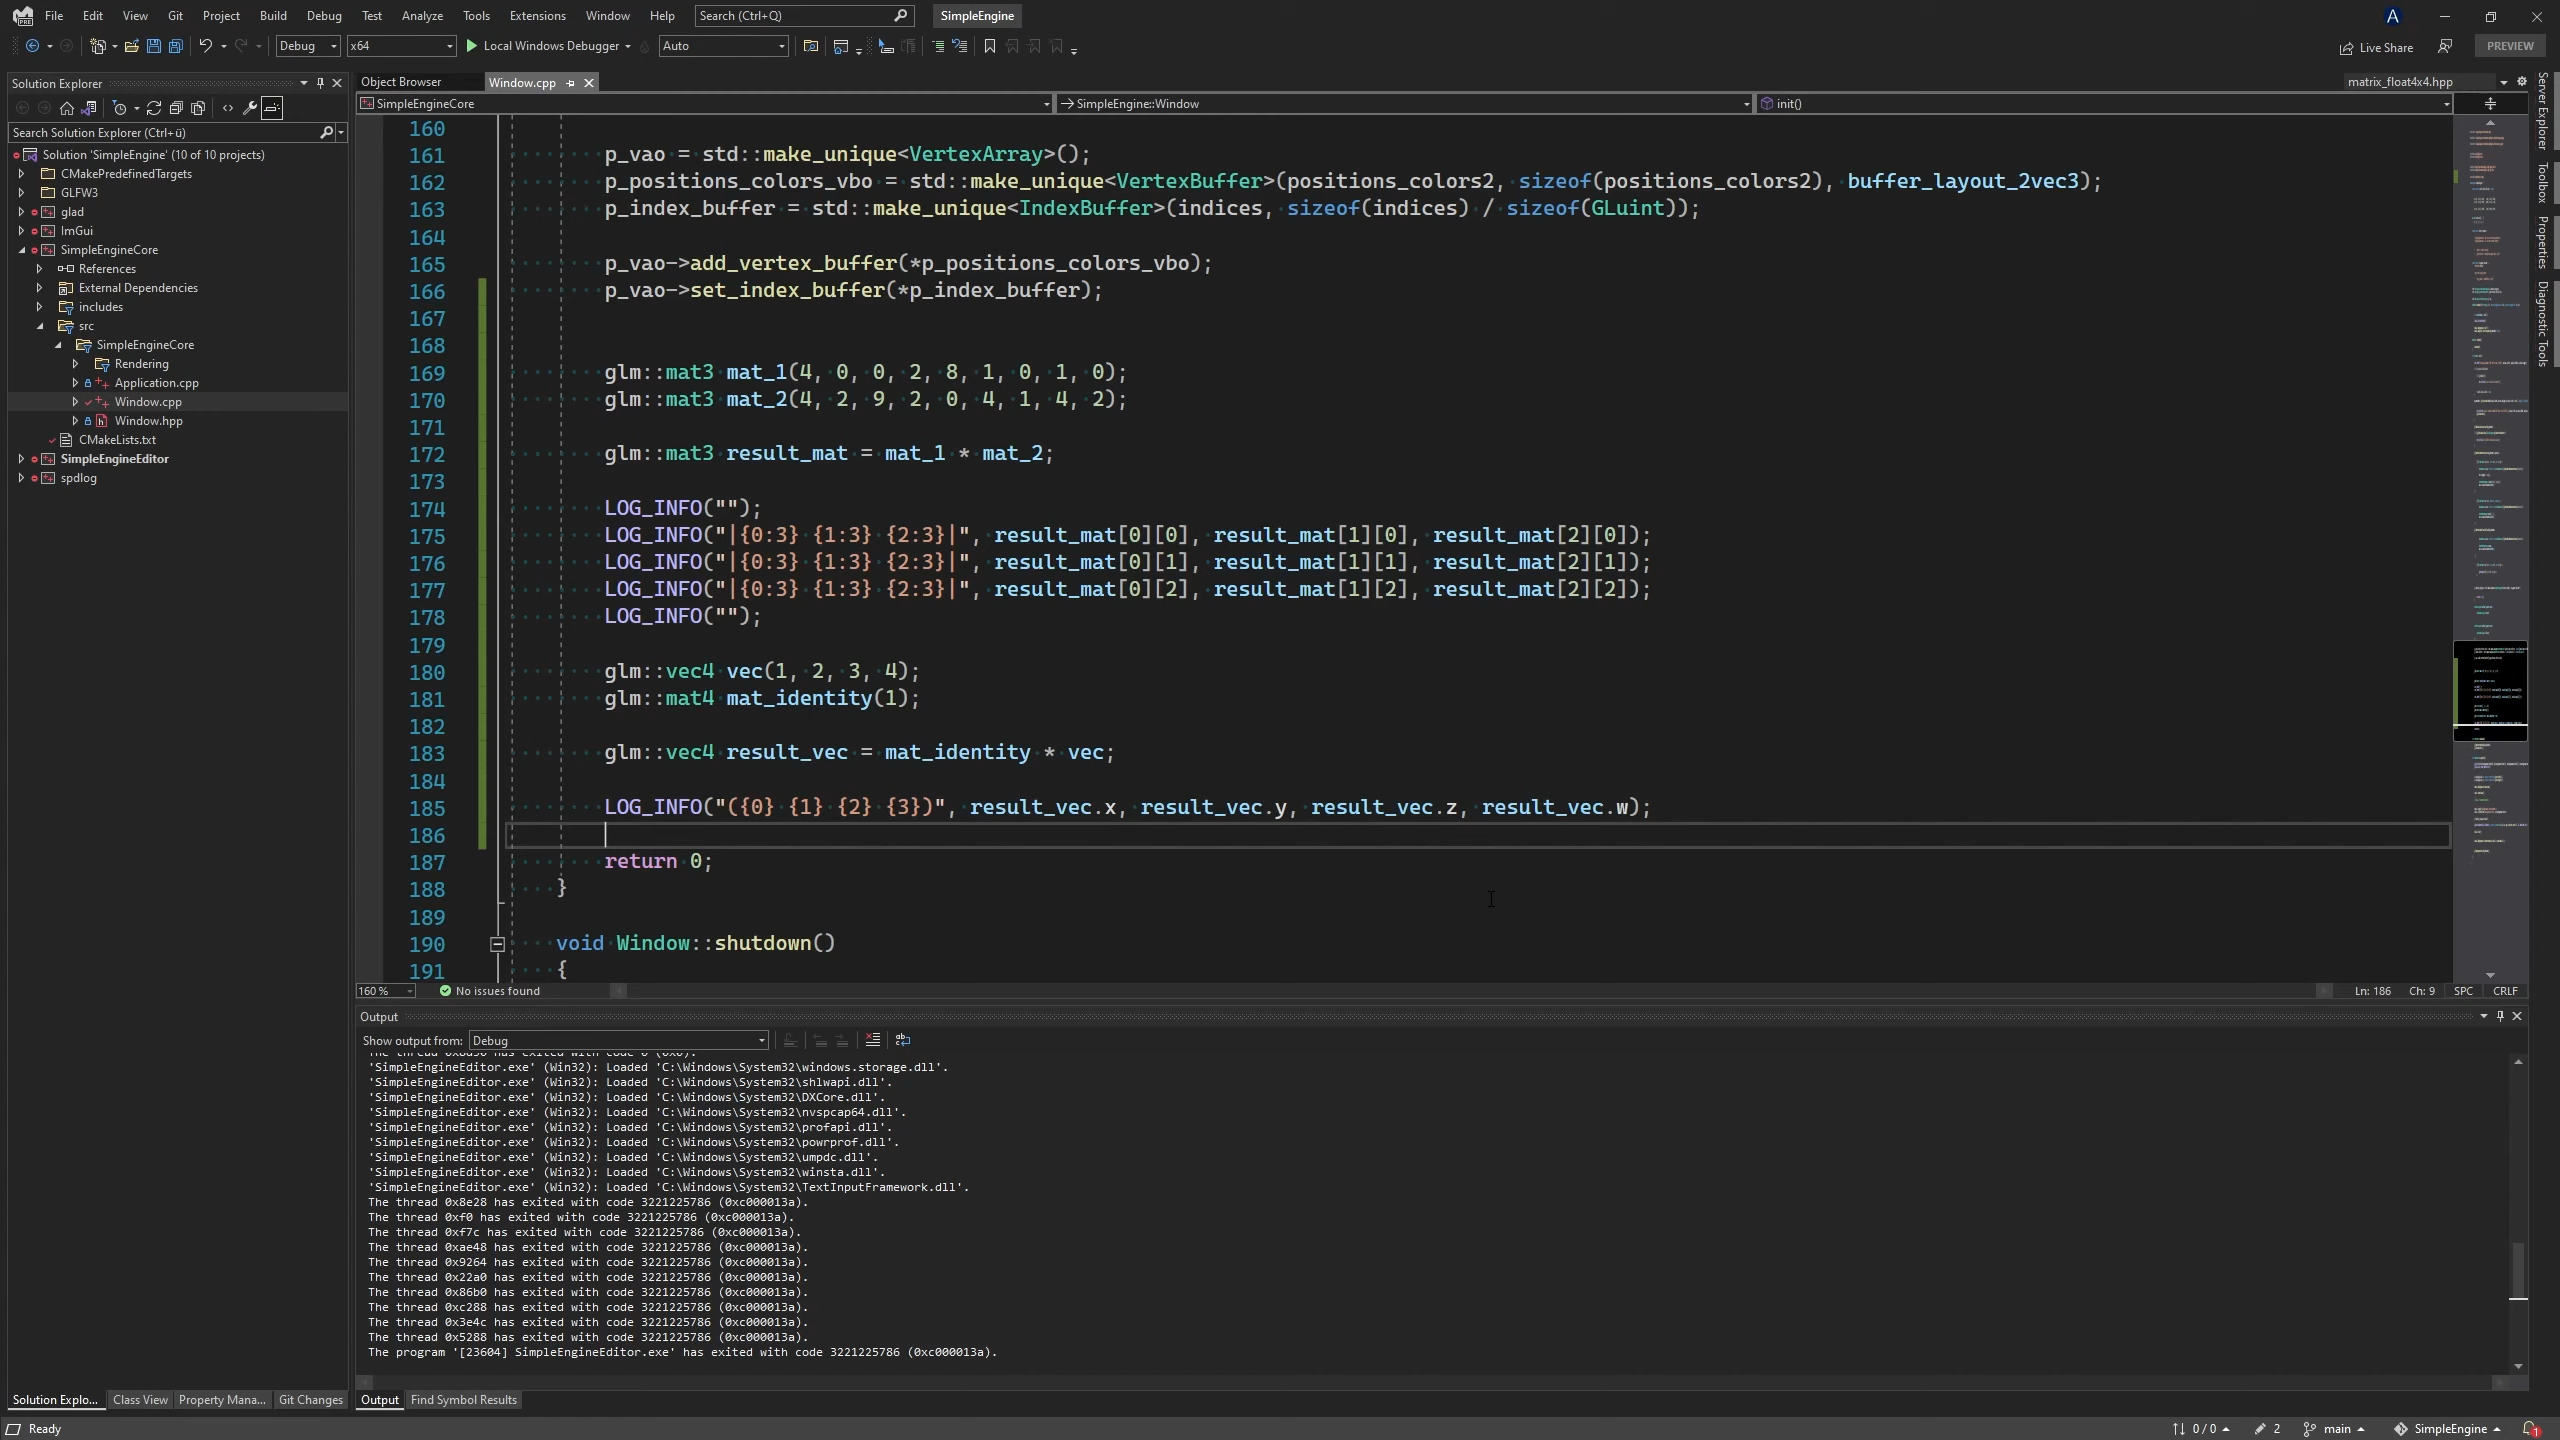 File Edit View Git Project Build Debug Test Analyze Tools Extensions Window Help Search (Ctrl+Q) SimpleEngine
Debug x64 Local Windows Debugger Auto Live Share PREVIEW
Solution Explorer
Search Solution Explorer (Ctrl+ü)
Solution 'SimpleEngine' (10 of 10 projects)
CMakePredefinedTargets
GLFW3
glad
ImGui
SimpleEngineCore
References
External Dependencies
includes
src
SimpleEngineCore
Rendering
Application.cpp
Window.cpp
Window.hpp
CMakeLists.txt
SimpleEngineEditor
spdlog
Solution Explo... Class View Property Mana... Git Changes
Object Browser Window.cpp matrix_float4x4.hpp
SimpleEngineCore SimpleEngine::Window init()
160
161 p_vao = std::make_unique<VertexArray>();
162 p_positions_colors_vbo = std::make_unique<VertexBuffer>(positions_colors2, sizeof(positions_colors2), buffer_layout_2vec3);
163 p_index_buffer = std::make_unique<IndexBuffer>(indices, sizeof(indices) / sizeof(GLuint));
164
165 p_vao->add_vertex_buffer(*p_positions_colors_vbo);
166 p_vao->set_index_buffer(*p_index_buffer);
167
168
169 glm::mat3 mat_1(4, 0, 0, 2, 8, 1, 0, 1, 0);
170 glm::mat3 mat_2(4, 2, 9, 2, 0, 4, 1, 4, 2);
171
172 glm::mat3 result_mat = mat_1 * mat_2;
173
174 LOG_INFO("");
175 LOG_INFO("|{0:3} {1:3} {2:3}|", result_mat[0][0], result_mat[1][0], result_mat[2][0]);
176 LOG_INFO("|{0:3} {1:3} {2:3}|", result_mat[0][1], result_mat[1][1], result_mat[2][1]);
177 LOG_INFO("|{0:3} {1:3} {2:3}|", result_mat[0][2], result_mat[1][2], result_mat[2][2]);
178 LOG_INFO("");
179
180 glm::vec4 vec(1, 2, 3, 4);
181 glm::mat4 mat_identity(1);
182
183 glm::vec4 result_vec = mat_identity * vec;
184
185 LOG_INFO("({0} {1} {2} {3})", result_vec.x, result_vec.y, result_vec.z, result_vec.w);
186
187 return 0;
188 }
189
190 void Window::shutdown()
191 {
160 % No issues found Ln: 186 Ch: 9 SPC CRLF
Output
Show output from: Debug
'SimpleEngineEditor.exe' (Win32): Loaded 'C:\Windows\System32\windows.storage.dll'.
'SimpleEngineEditor.exe' (Win32): Loaded 'C:\Windows\System32\shlwapi.dll'.
'SimpleEngineEditor.exe' (Win32): Loaded 'C:\Windows\System32\DXCore.dll'.
'SimpleEngineEditor.exe' (Win32): Loaded 'C:\Windows\System32\nvspcap64.dll'.
'SimpleEngineEditor.exe' (Win32): Loaded 'C:\Windows\System32\profapi.dll'.
'SimpleEngineEditor.exe' (Win32): Loaded 'C:\Windows\System32\powrprof.dll'.
'SimpleEngineEditor.exe' (Win32): Loaded 'C:\Windows\System32\umpdc.dll'.
'SimpleEngineEditor.exe' (Win32): Loaded 'C:\Windows\System32\winsta.dll'.
'SimpleEngineEditor.exe' (Win32): Loaded 'C:\Windows\System32\TextInputFramework.dll'.
The thread 0x8e28 has exited with code 3221225786 (0xc000013a).
The thread 0xf0 has exited with code 3221225786 (0xc000013a).
The thread 0xf7c has exited with code 3221225786 (0xc000013a).
The thread 0xae48 has exited with code 3221225786 (0xc000013a).
The thread 0x9264 has exited with code 3221225786 (0xc000013a).
The thread 0x22a0 has exited with code 3221225786 (0xc000013a).
The thread 0x86b0 has exited with code 3221225786 (0xc000013a).
The thread 0xc288 has exited with code 3221225786 (0xc000013a).
The thread 0x3e4c has exited with code 3221225786 (0xc000013a).
The thread 0x5288 has exited with code 3221225786 (0xc000013a).
The program '[23604] SimpleEngineEditor.exe' has exited with code 3221225786 (0xc000013a).
Output Find Symbol Results
Server Explorer
Toolbox
Properties
Diagnostic Tools
Ready 0 / 0 2 main SimpleEngine 1